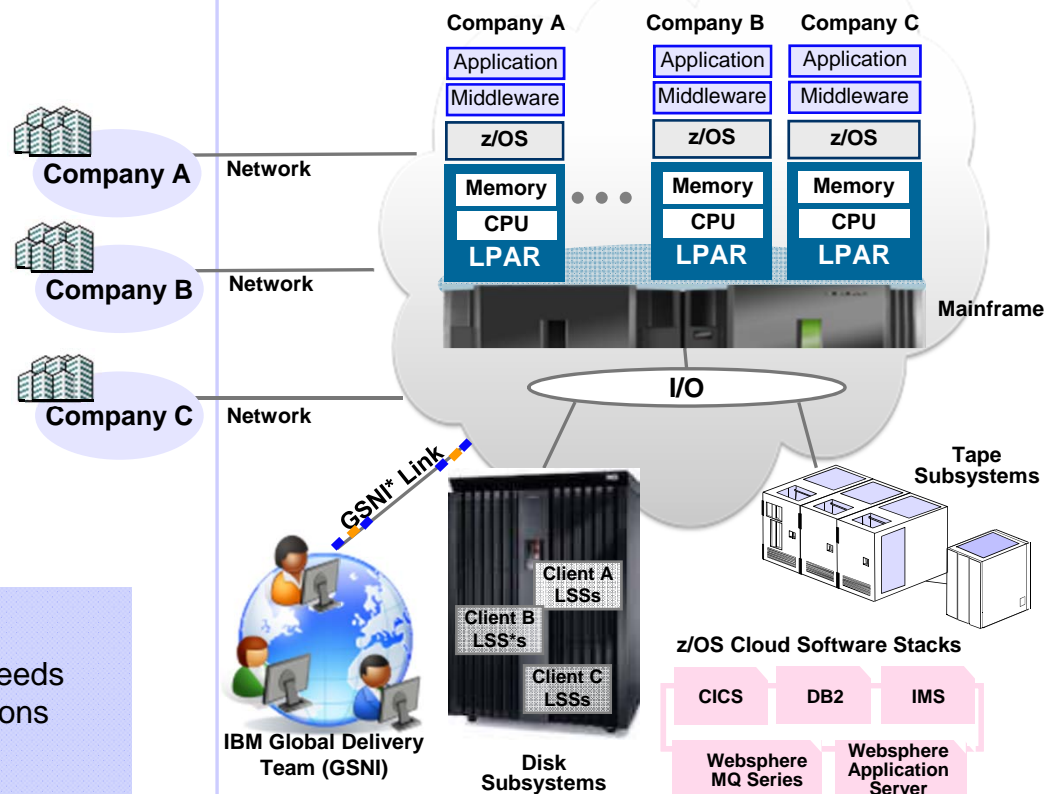 Company A
Company B
Company C
Application
Application
Application
Middleware
Middleware
Middleware
z/OS
z/OS
z/OS
Memory
Memory
Memory
CPU
CPU
CPU
LPAR
LPAR
LPAR
Company A
Network
Company B
Network
Company C
Network
Mainframe
I/O
GSNI* Link
Tape
Subsystems
Client A
LSSs
Client B
LSS*s
Client C
LSSs
IBM Global Delivery
Team (GSNI)
Disk
Subsystems
z/OS Cloud Software Stacks
CICS
DB2
IMS
Websphere
MQ Series
Websphere
Application
Server
eeds
ons